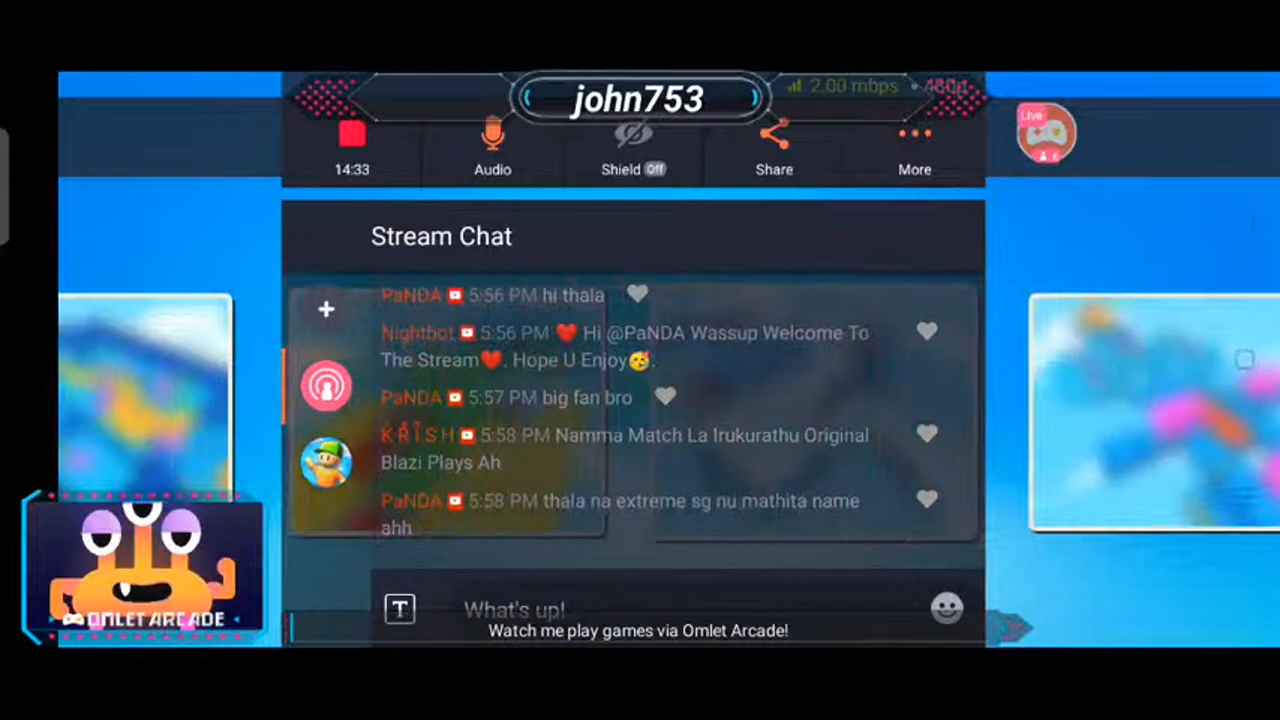 john753
2.00 mbps • 480p
14:33
Audio
Shield Off
Share
More
Live
6
Stream Chat
PaNDA 5:56 PM hi thala
Nightbot 5:56 PM ❤️ Hi @PaNDA Wassup Welcome To
The Stream❤️. Hope U Enjoy🥳.
PaNDA 5:57 PM big fan bro
5:58 PM Namma Match La Irukurathu Original
Blazi Plays Ah
PaNDA 5:58 PM thala na extreme sg nu mathita name
ahh
OMLET ARCADE
T What's up!
Watch me play games via Omlet Arcade!